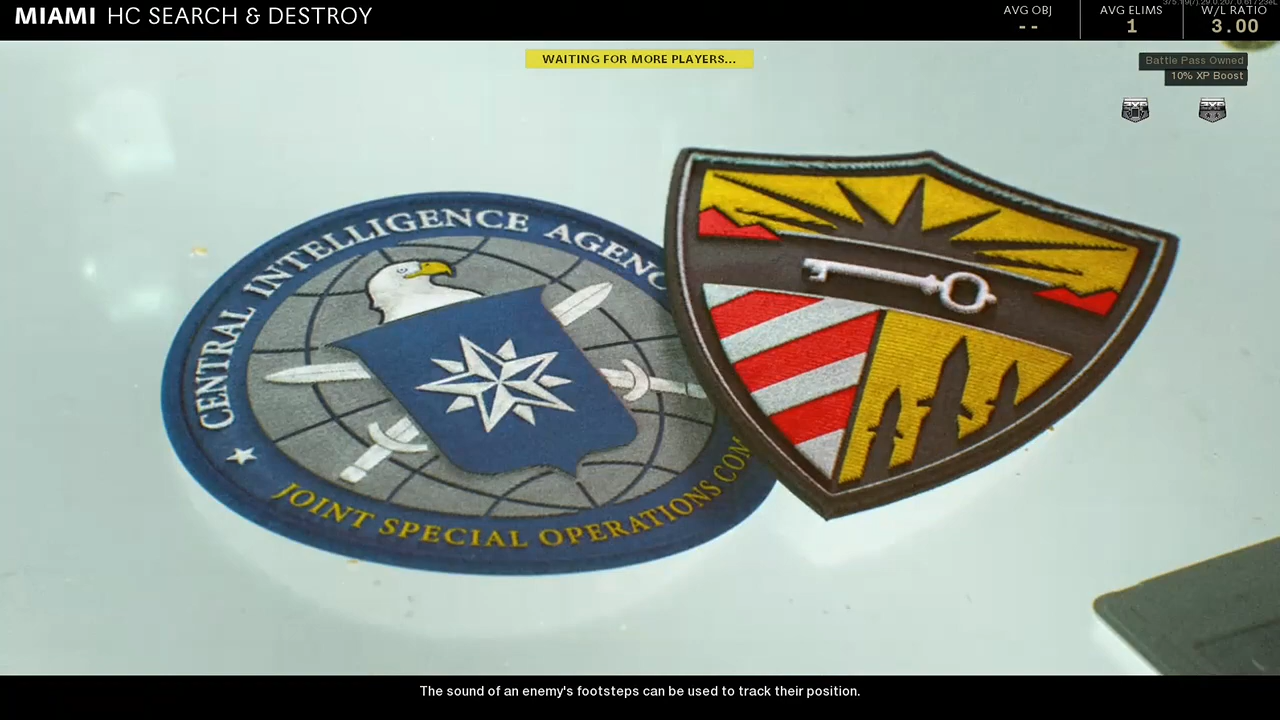 MIAMI HC SEARCH & DESTROY
AVG OBJ
--
AVG ELIMS
1
W/L RATIO
3.00
WAITING FOR MORE PLAYERS...
Battle Pass Owned
10% XP Boost
CENTRAL INTELLIGENCE AGENC
JOINT SPECIAL OPERATIONS COM
The sound of an enemy's footsteps can be used to track their position.